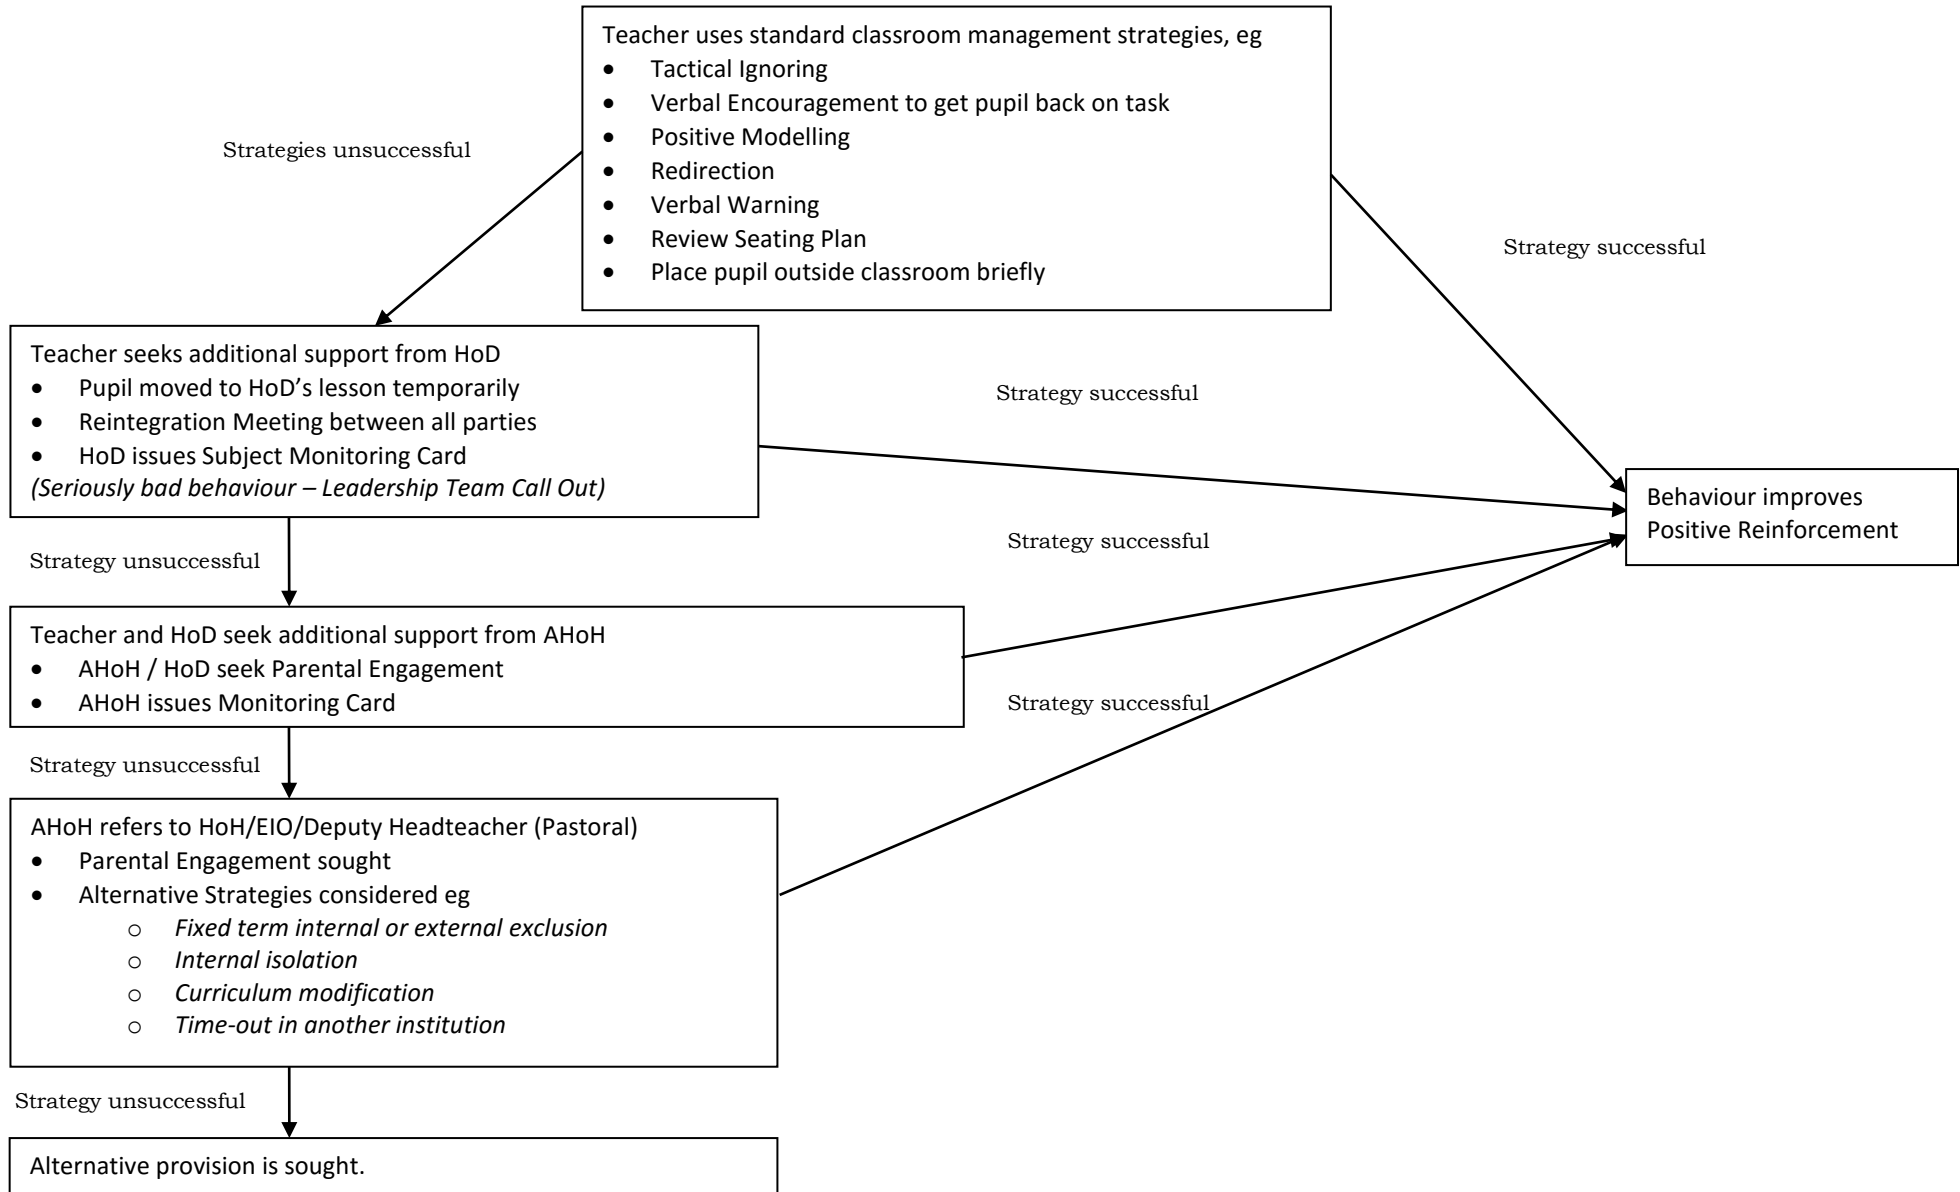 Teacher uses standard classroom management strategies, eg
• Tactical Ignoring
• Verbal Encouragement to get pupil back on task
• Positive Modelling
• Redirection
• Verbal Warning
• Review Seating Plan
• Place pupil outside classroom briefly
Strategies unsuccessful
Strategy successful
Teacher seeks additional support from HoD
• Pupil moved to HoD’s lesson temporarily
• Reintegration Meeting between all parties
• HoD issues Subject Monitoring Card
(Seriously bad behaviour – Leadership Team Call Out)
Strategy successful
Behaviour improves
Positive Reinforcement
Strategy unsuccessful
Strategy successful
Teacher and HoD seek additional support from AHoH
• AHoH / HoD seek Parental Engagement
• AHoH issues Monitoring Card
Strategy successful
Strategy unsuccessful
AHoH refers to HoH/EIO/Deputy Headteacher (Pastoral)
• Parental Engagement sought
• Alternative Strategies considered eg
o Fixed term internal or external exclusion
o Internal isolation
o Curriculum modification
o Time-out in another institution
Strategy unsuccessful
Alternative provision is sought.